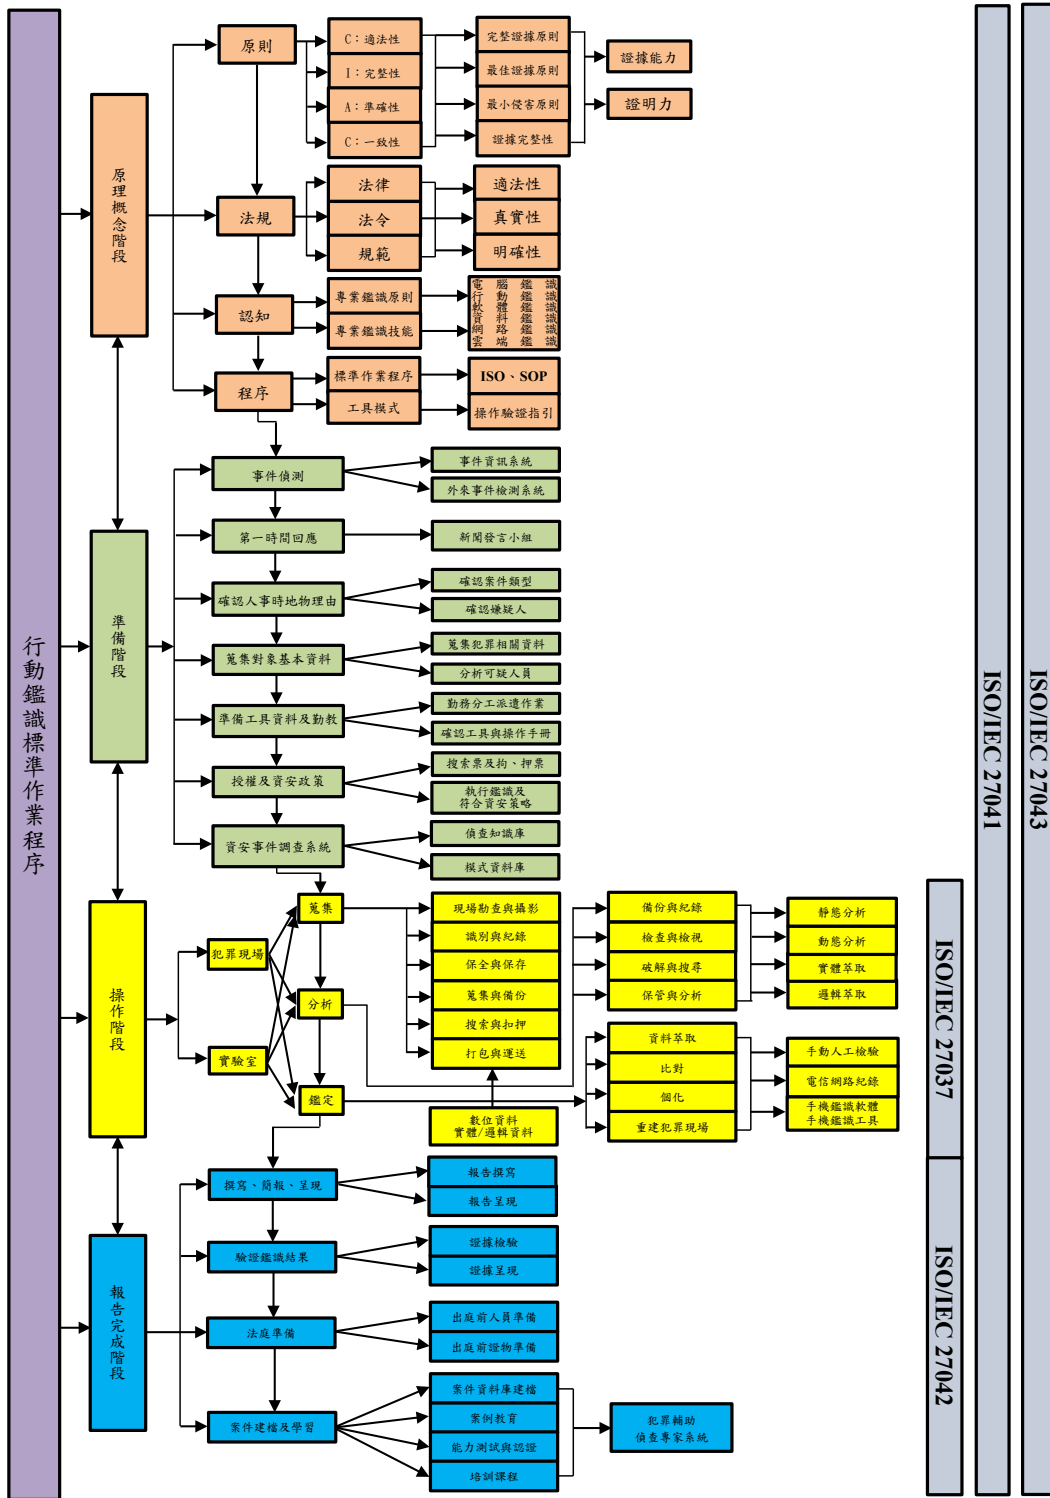 行動鑑識標準作業程序
原理概念階段
原則
C：適法性
I：完整性
A：準確性
C：一致性
完整證據原則
最佳證據原則
最小侵害原則
證據完整性
證據能力
證明力
法規
法律
法令
規範
適法性
真實性
明確性
認知
專業鑑識原則
專業鑑識技能
電腦鑑識
行動鑑識
軟體鑑識
資料鑑識
網路鑑識
雲端鑑識
程序
標準作業程序
工具模式
ISO、SOP
操作驗證指引
準備階段
事件偵測
事件資訊系統
外來事件檢測系統
第一時間回應
新聞發言小組
確認人事時地物理由
確認案件類型
確認嫌疑人
蒐集對象基本資料
蒐集犯罪相關資料
分析可疑人員
準備工具資料及勤教
勤務分工派遣作業
確認工具與操作手冊
授權及資安政策
搜索票及拘、押票
執行鑑識及
符合資安策略
資安事件調查系統
偵查知識庫
模式資料庫
操作階段
犯罪現場
實驗室
蒐集
分析
鑑定
現場勘查與攝影
識別與紀錄
保全與保存
蒐集與備份
搜索與扣押
打包與運送
數位資料
實體/邏輯資料
備份與紀錄
檢查與檢視
破解與搜尋
保管與分析
靜態分析
動態分析
實體萃取
邏輯萃取
資料萃取
比對
個化
重建犯罪現場
手動人工檢驗
電信網路紀錄
手機鑑識軟體
手機鑑識工具
報告完成階段
撰寫、簡報、呈現
報告撰寫
報告呈現
驗證鑑識結果
證據檢驗
證據呈現
法庭準備
出庭前人員準備
出庭前證物準備
案件建檔及學習
案件資料庫建檔
案例教育
能力測試與認證
培訓課程
犯罪輔助
偵查專家系統
ISO/IEC 27037
ISO/IEC 27042
ISO/IEC 27041
ISO/IEC 27043